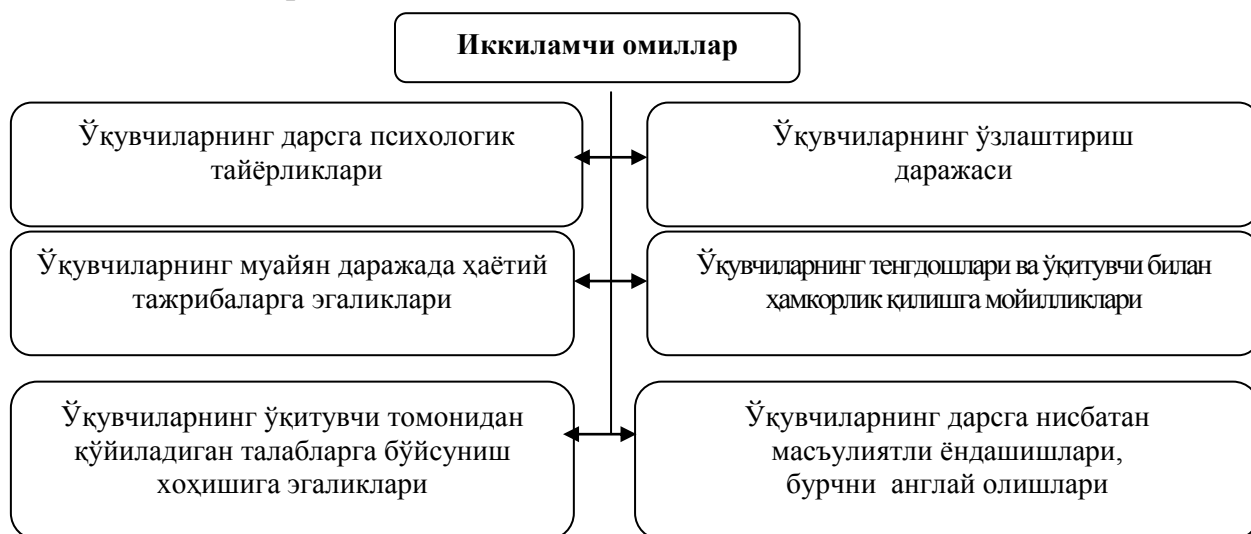 Иккиламчи омиллар
Ўқувчиларнинг дарсга психологик
тайёрликлари
Ўқувчиларнинг ўзлаштириш
даражаси
Ўқувчиларнинг муайян даражада ҳаётий
тажрибаларга эгаликлари
Ўқувчиларнинг тенгдошлари ва ўқитувчи билан
ҳамкорлик қилишга мойилликлари
Ўқувчиларнинг ўқитувчи томонидан
қўйиладиган талабларга бўйсуниш
хоҳишига эгаликлари
Ўқувчиларнинг дарсга нисбатан
масъулиятли ёндашишлари,
бурчни англай олишлари